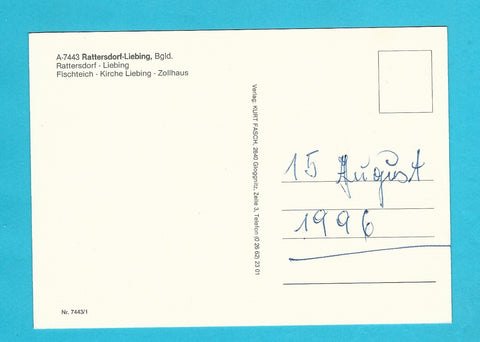 A-7443 Rattersdorf-Liebing, Bgld.
Rattersdorf - Liebing
Fischteich - Kirche Liebing - Zollhaus
Verlag: KURT FASCH, 2640 Gloggnitz, Zeile 3, Telefon (0 26 62) 23 01
15 August
1996
Nr. 7443/1